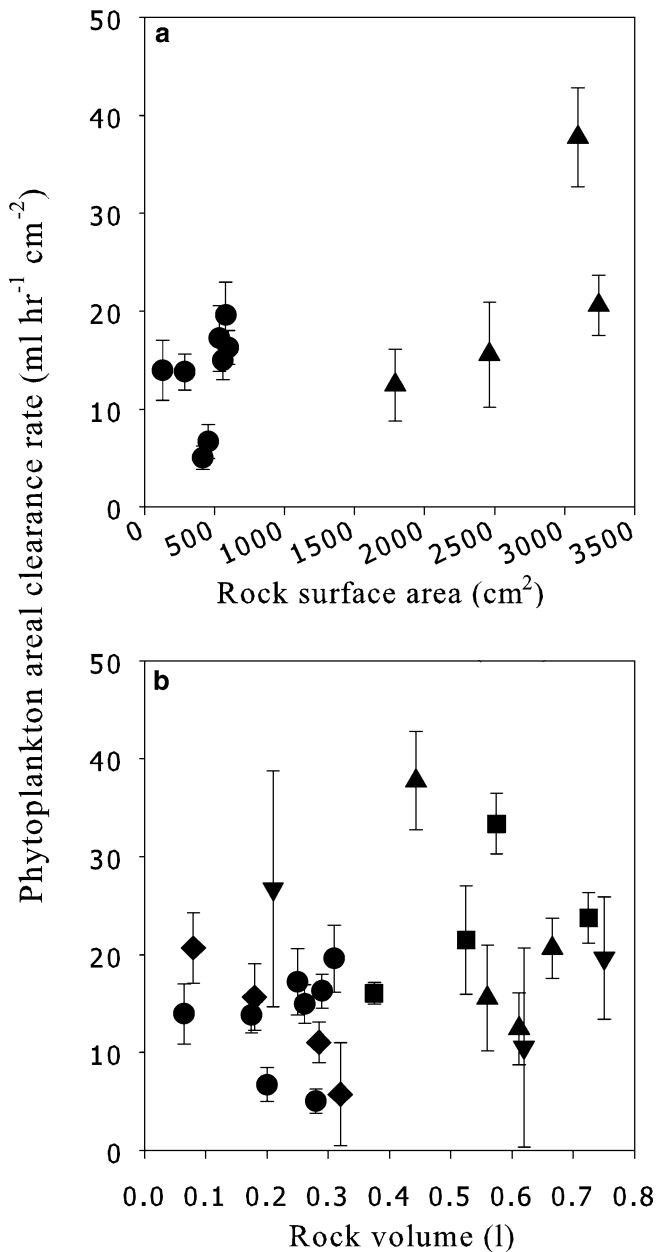 Phytoplankton areal clearance rate (ml hr⁻¹ cm⁻²)
a
50
40
30
20
10
0
0 500 1000 1500 2000 2500 3000 3500
Rock surface area (cm²)
b
50
40
30
20
10
0
0.0 0.1 0.2 0.3 0.4 0.5 0.6 0.7 0.8
Rock volume (l)